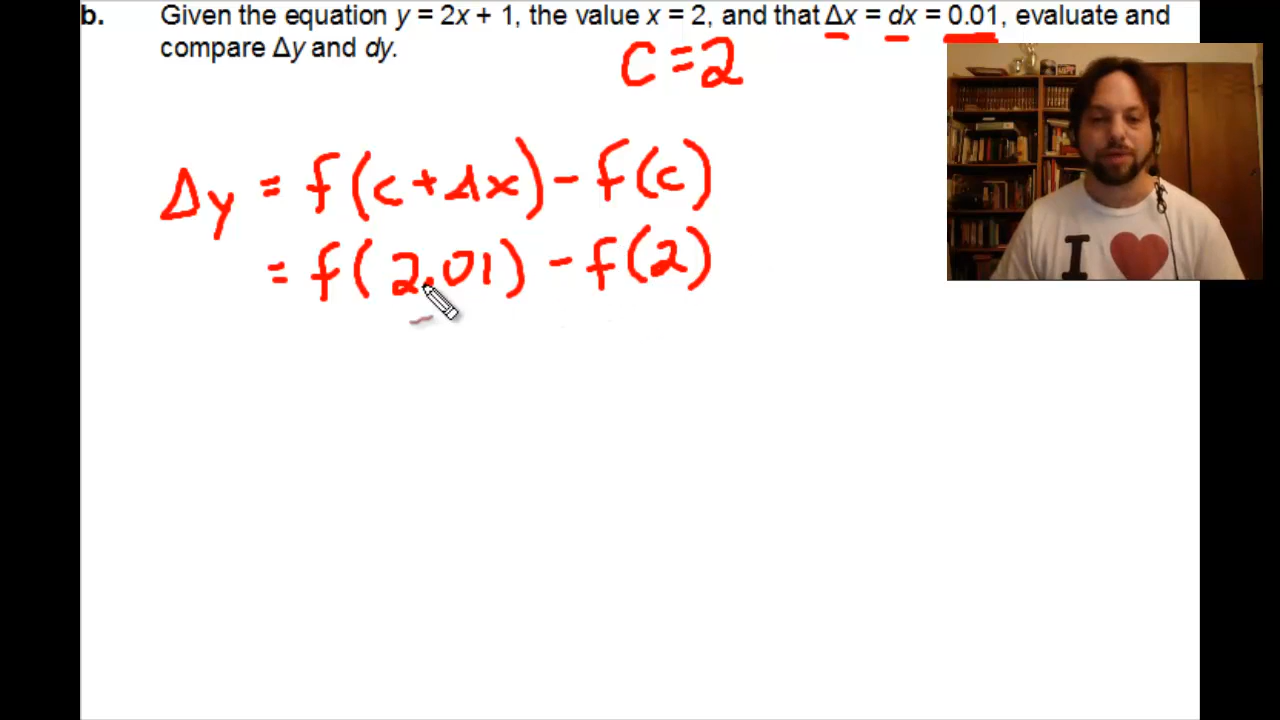 b. Given the equation y = 2x + 1, the value x = 2, and that Δx = dx = 0.01, evaluate and
compare Δy and dy.
c = 2
Δy = f(c + Δx) - f(c)
= f(2.01) - f(2)
I